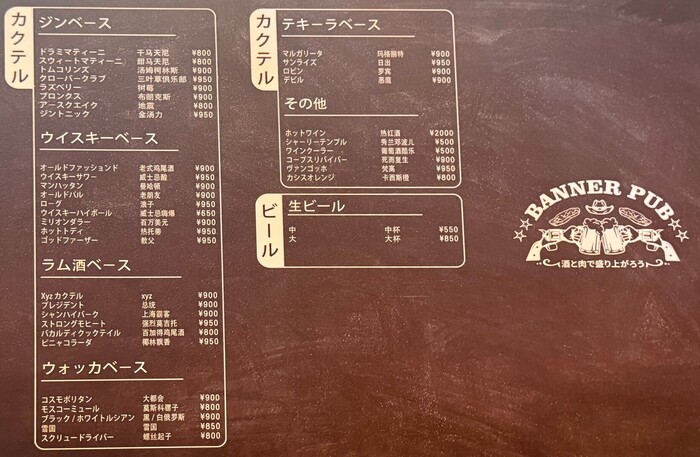 カクテル
ジンベース
ドラミマティーニ 干马天尼 ¥800
スウィートマティーニ 甜马天尼 ¥800
トムコリンズ 汤姆柯林斯 ¥900
クローバークラブ 三叶草俱乐部 ¥950
ラズベリー 树莓 ¥900
ブロンクス 布朗克斯 ¥900
アースクエイク 地震 ¥800
ジントニック 金汤力 ¥950
ウイスキーベース
オールドファッションド 老式鸡尾酒 ¥900
ウイスキーサワー 威士忌酸 ¥950
マンハッタン 曼哈顿 ¥900
オールドパル 老朋友 ¥900
ローグ 浪子 ¥950
ウイスキーハイボール 威士忌嗨爆 ¥650
ミリオンダラー 百万美元 ¥900
ホットトディ 热托蒂 ¥950
ゴッドファーザー 教父 ¥950
ラム酒ベース
Xyzカクテル xyz ¥900
プレジデント 总统 ¥900
シャンハイパーク 上海霸客 ¥900
ストロングモヒート 强烈莫吉托 ¥950
バカルディクックテイル 百加得鸡尾酒 ¥800
ピニャコラーダ 椰林飘香 ¥950
ウォッカベース
コスモポリタン 大都会 ¥900
モスコーミュール 莫斯科骡子 ¥800
ブラック/ホワイトルシアン 黑/白俄罗斯 ¥900
雪国 雪国 ¥850
スクリュードライバー 螺丝起子 ¥800
カクテル
テキーラベース
マルガリータ 玛格丽特 ¥900
サンライズ 日出 ¥950
ロビン 罗宾 ¥900
デビル 恶魔 ¥900
その他
ホットワイン 热红酒 ¥2000
シャーリーテンプル 秀兰邓波儿 ¥500
ワインクーラー 葡萄酒酷乐 ¥500
コープスリバイバー 死而复生 ¥900
ヴァンゴッホ 梵高 ¥950
カシスオレンジ 卡西斯橙 ¥800
ビール
生ビール
中 中杯 ¥550
大 大杯 ¥850
BANNER PUB
酒と肉で盛り上がろう